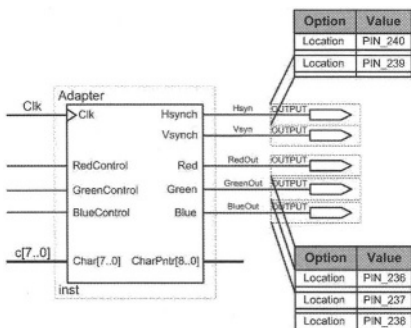 Option Value
Location PIN_240
Location PIN_239
Adapter
Clk
Clk
Hsynch
Hsyn
OUTPUT
Vsynch
Vsyn
OUTPUT
RedControl
Red
RedOut
OUTPUT
GreenControl
Green
GreenOut
OUTPUT
BlueControl
Blue
BlueOut
OUTPUT
c[7..0]
Char[7..0]
CharPntr[8..0]
inst
Option Value
Location PIN_236
Location PIN_237
Location PIN_238